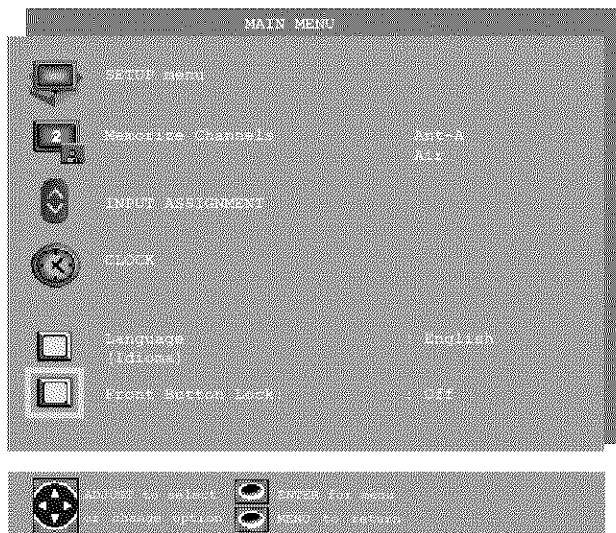 MAIN MENU
SETUP menu
2
Memorize Channels Ant-A
Air
INPUT ASSIGNMENT
CLOCK
Language English
(Idioma)
Front Button Lock Off
ADJUST to select ENTER for menu
or change option MENU to return